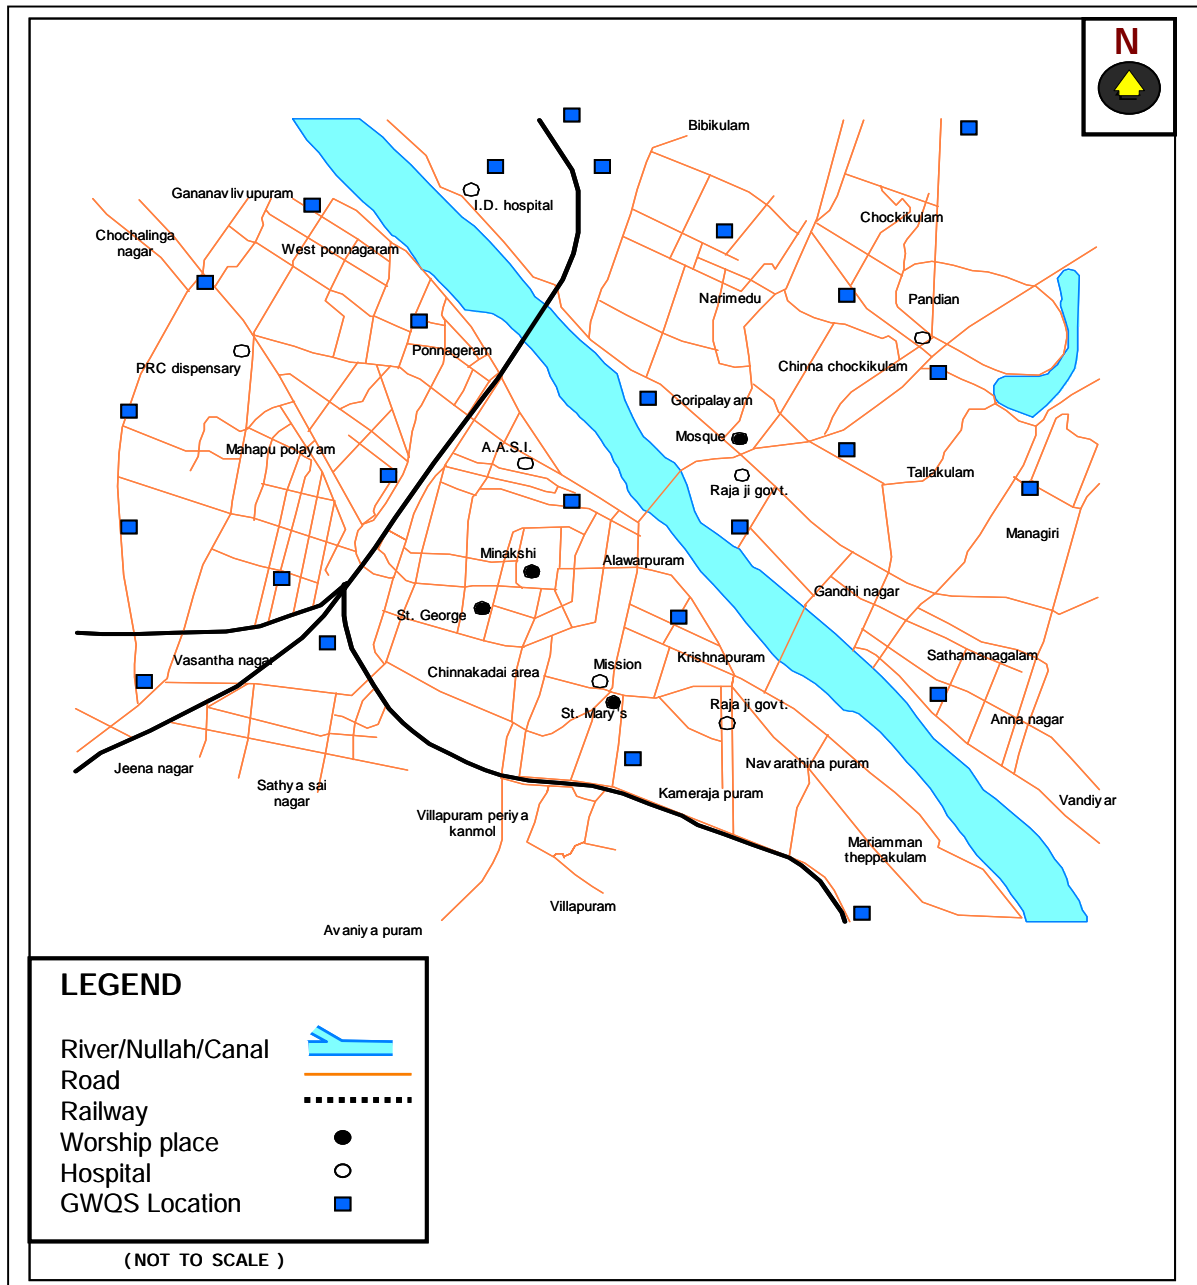 N
Bibikulam
Gananavlivupuram
I.D. hospital
Chockikulam
Chochalinga
nagar
West ponnagaram
Narimedu
Pandian
Ponnageram
PRC dispensary
Chinna chockikulam
Goripalayam
Mosque
Mahapu polayam
A.A.S.I.
Tallakulam
Raja ji govt.
Managiri
Minakshi
Alawarpuram
Gandhi nagar
St. George
Vasantha nagar
Chinnakadai area
Mission
Krishnapuram
Sathamanagalam
St. Mary's
Raja ji govt.
Anna nagar
Jeena nagar
Sathya sai
nagar
Navarathina puram
Kameraja puram
Vandiyar
Villapuram periya
kanmol
Mariamman
theppakulam
Villapuram
Avaniya puram
LEGEND
River/Nullah/Canal
Road
Railway
Worship place
Hospital
GWQS Location
(NOT TO SCALE )